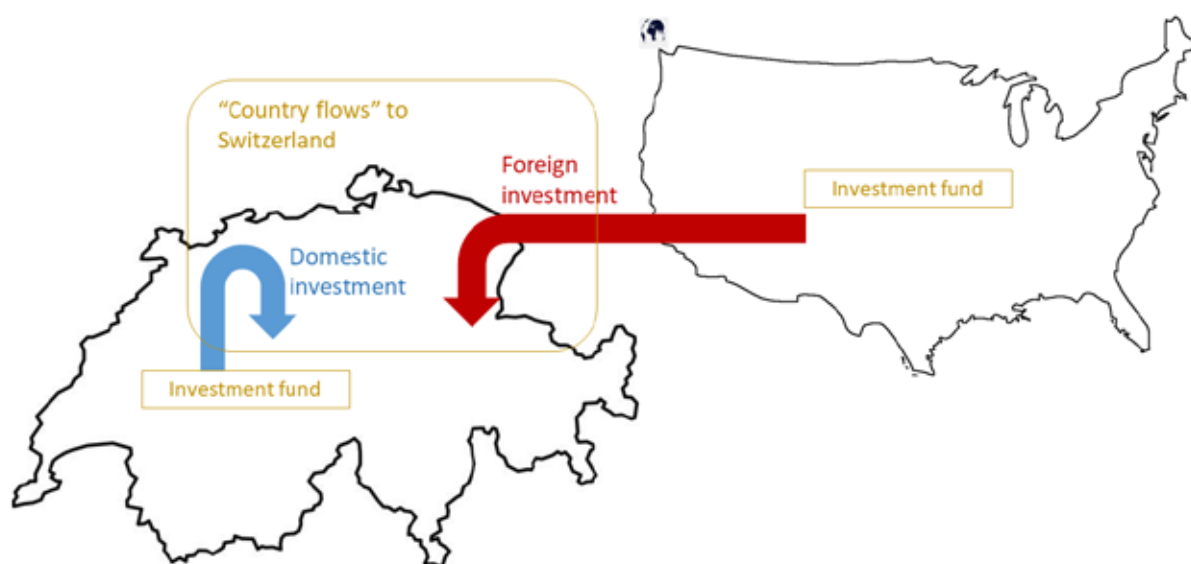 “Country flows” to
Switzerland
Foreign
investment
Investment fund
Domestic
investment
Investment fund